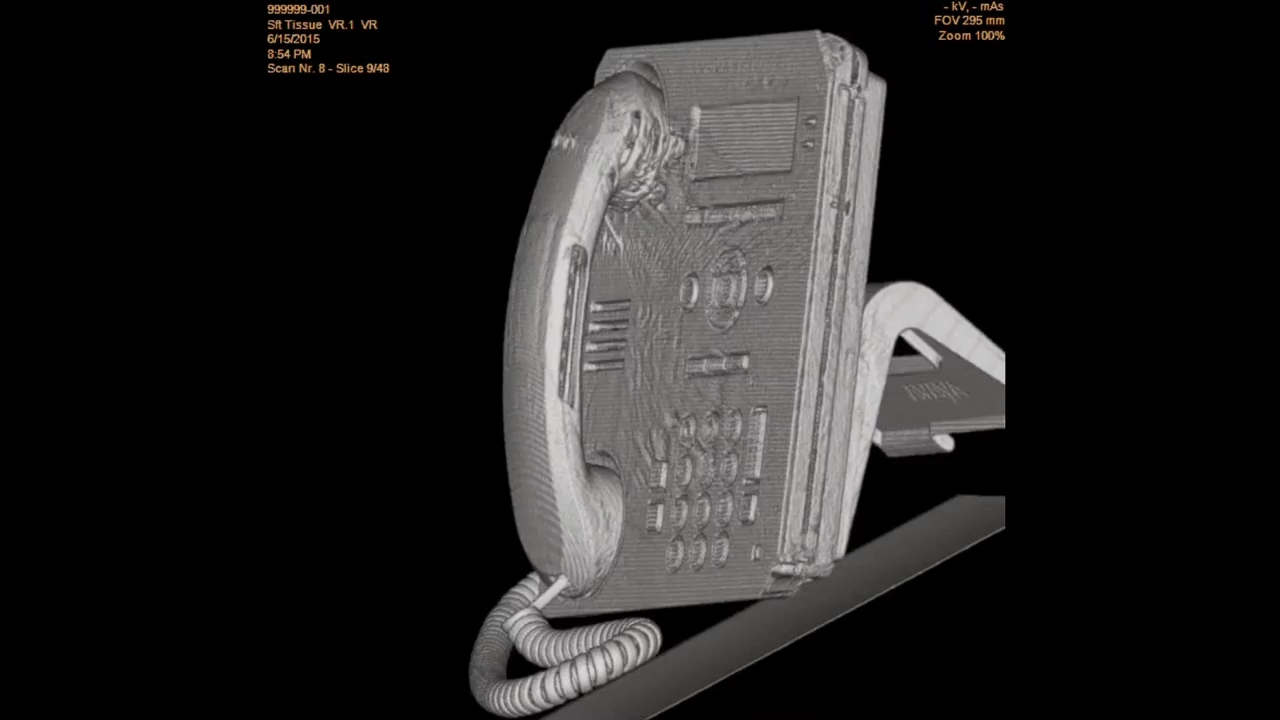 999999-001
Sft Tissue VR.1 VR
6/15/2015
8:54 PM
Scan Nr. 8 - Slice 9/43
- kV, - mAs
FOV 295 mm
Zoom 100%